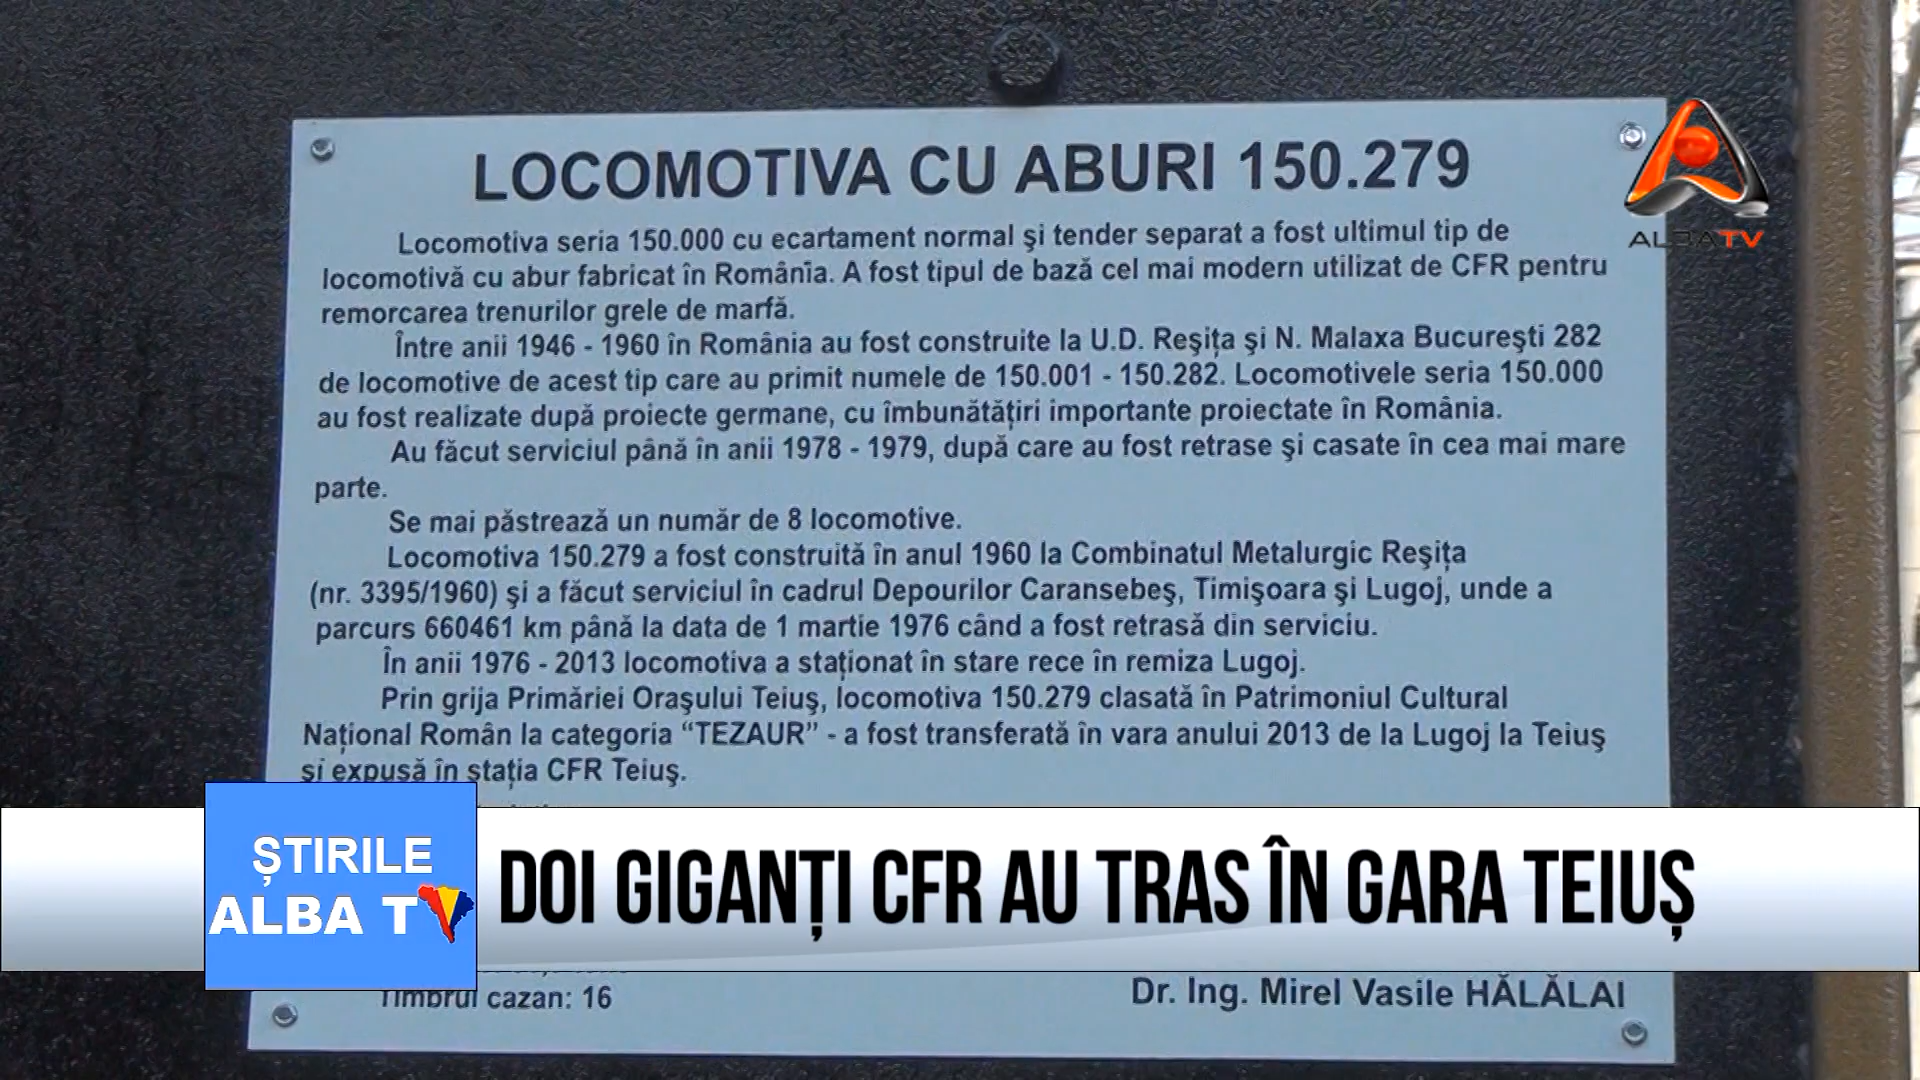 LOCOMOTIVA CU ABURI 150.279
ALBATV
Locomotiva seria 150.000 cu ecartament normal şi tender separat a fost ultimul tip de
locomotivă cu abur fabricat în România. A fost tipul de bază cel mai modern utilizat de CFR pentru
remorcarea trenurilor grele de marfă.
Între anii 1946 - 1960 în România au fost construite la U.D. Reşiţa şi N. Malaxa Bucureşti 282
de locomotive de acest tip care au primit numele de 150.001 - 150.282. Locomotivele seria 150.000
au fost realizate după proiecte germane, cu îmbunătăţiri importante proiectate în România.
Au făcut serviciul până în anii 1978 - 1979, după care au fost retrase şi casate în cea mai mare
parte.
Se mai păstrează un număr de 8 locomotive.
Locomotiva 150.279 a fost construită în anul 1960 la Combinatul Metalurgic Reşiţa
(nr. 3395/1960) şi a făcut serviciul în cadrul Depourilor Caransebeş, Timişoara şi Lugoj, unde a
parcurs 660461 km până la data de 1 martie 1976 când a fost retrasă din serviciu.
În anii 1976 - 2013 locomotiva a staţionat în stare rece în remiza Lugoj.
Prin grija Primăriei Oraşului Teiuş, locomotiva 150.279 clasată în Patrimoniul Cultural
Naţional Român la categoria “TEZAUR” - a fost transferată în vara anului 2013 de la Lugoj la Teiuş
şi expusă în staţia CFR Teiuş.
ȘTIRILE
ALBA TV
DOI GIGANȚI CFR AU TRAS ÎN GARA TEIUȘ
Timbrul cazan: 16
Dr. Ing. Mirel Vasile HĂLĂLAI